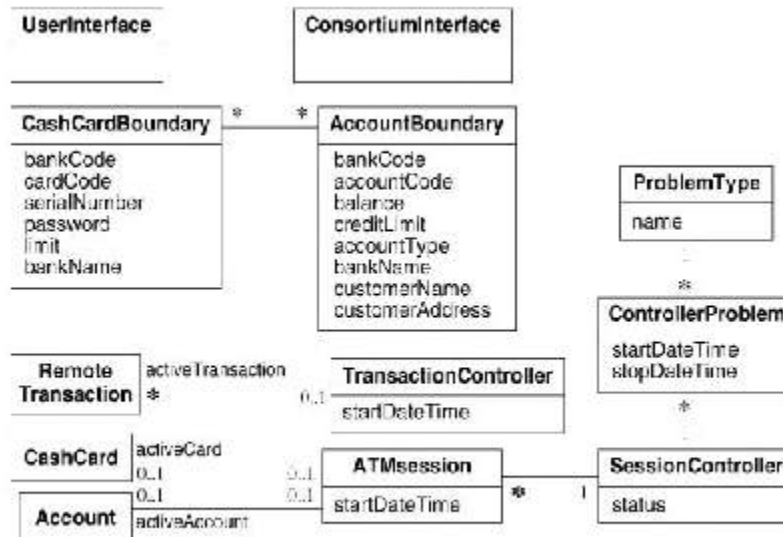 UserInterface
ConsortiumInterface
CashCardBoundary
bankCode
cardCode
serialNumber
password
limit
bankName
* *
AccountBoundary
bankCode
accountCode
balance
creditLimit
accountType
bankName
customerName
customerAddress
ProblemType
name
*
ControllerProblem
startDateTime
stopDateTime
*
Remote
Transaction
activeTransaction
*
0..1
TransactionController
startDateTime
CashCard
activeCard
0..1
0..1
Account
0..1
0..1
activeAccount
ATMsession
startDateTime
*
1
SessionController
status